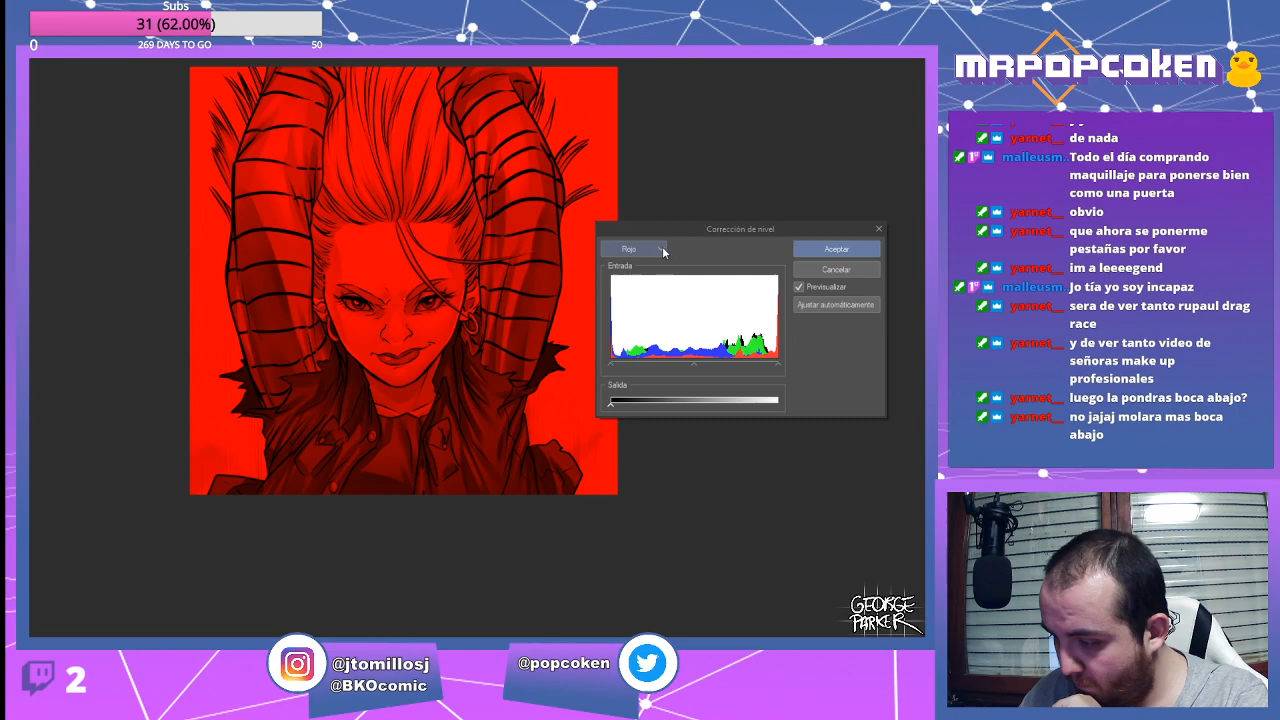 Subs
31 (62.00%)
0
269 DAYS TO GO
50
MRPOPCOKEN
yarnet__ de nada
malleusm.. Todo el día comprando
maquillaje para ponerse bien
como una puerta
yarnet__ obvio
yarnet__ que ahora se ponerme
pestañas por favor
yarnet__ im a leeeegend
malleusm.. Jo tía yo soy incapaz
yarnet__ sera de ver tanto rupaul drag
race
yarnet__ y de ver tanto video de
señoras make up
profesionales
yarnet__ luego la pondras boca abajo?
yarnet__ no jajaj molara mas boca
abajo
Corrección de nivel
Rojo
Aceptar
Entrada
Cancelar
Previsualizar
Ajustar automáticamente
Salida
GEORGE
PARKER
2
@jtomillosj
@BKOcomic
@popcoken